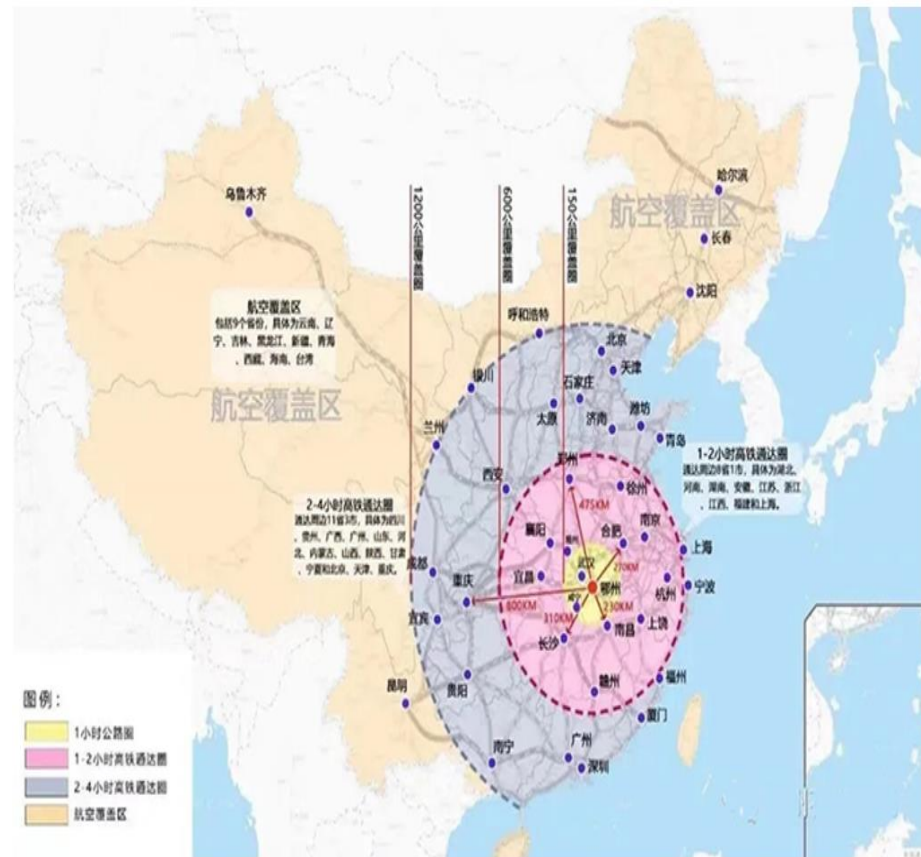 乌鲁木齐
哈尔滨
航空覆盖区
长春
沈阳
1200公里覆盖圈
600公里覆盖圈
150公里覆盖圈
航空覆盖区
包括9个省份，具体为云南、辽
宁、吉林、黑龙江、新疆、青海
、西藏、海南、台湾
航空覆盖区
呼和浩特
北京
天津
银川
石家庄
太原
济南
潍坊
青岛
兰州
西安
郑州
徐州
1-2小时高铁通达圈
通达周边8省1市，具体为湖北、
河南、湖南、安徽、江苏、浙江
、江西、福建和上海。
2-4小时高铁通达圈
通达周边11省3市，具体为四川
、贵州、广西、广州、山东、河
北、内蒙古、山西、陕西、甘肃
、宁夏和北京、天津、重庆。
475KM
襄阳
合肥
南京
上海
270KM
成都
重庆
宜昌
武汉
鄂州
杭州
宁波
800KM
310KM
230KM
宜宾
长沙
南昌
上饶
昆明
贵阳
赣州
福州
厦门
南宁
广州
深圳
图例：
1小时公路圈
1-2小时高铁通达圈
2-4小时高铁通达圈
航空覆盖区